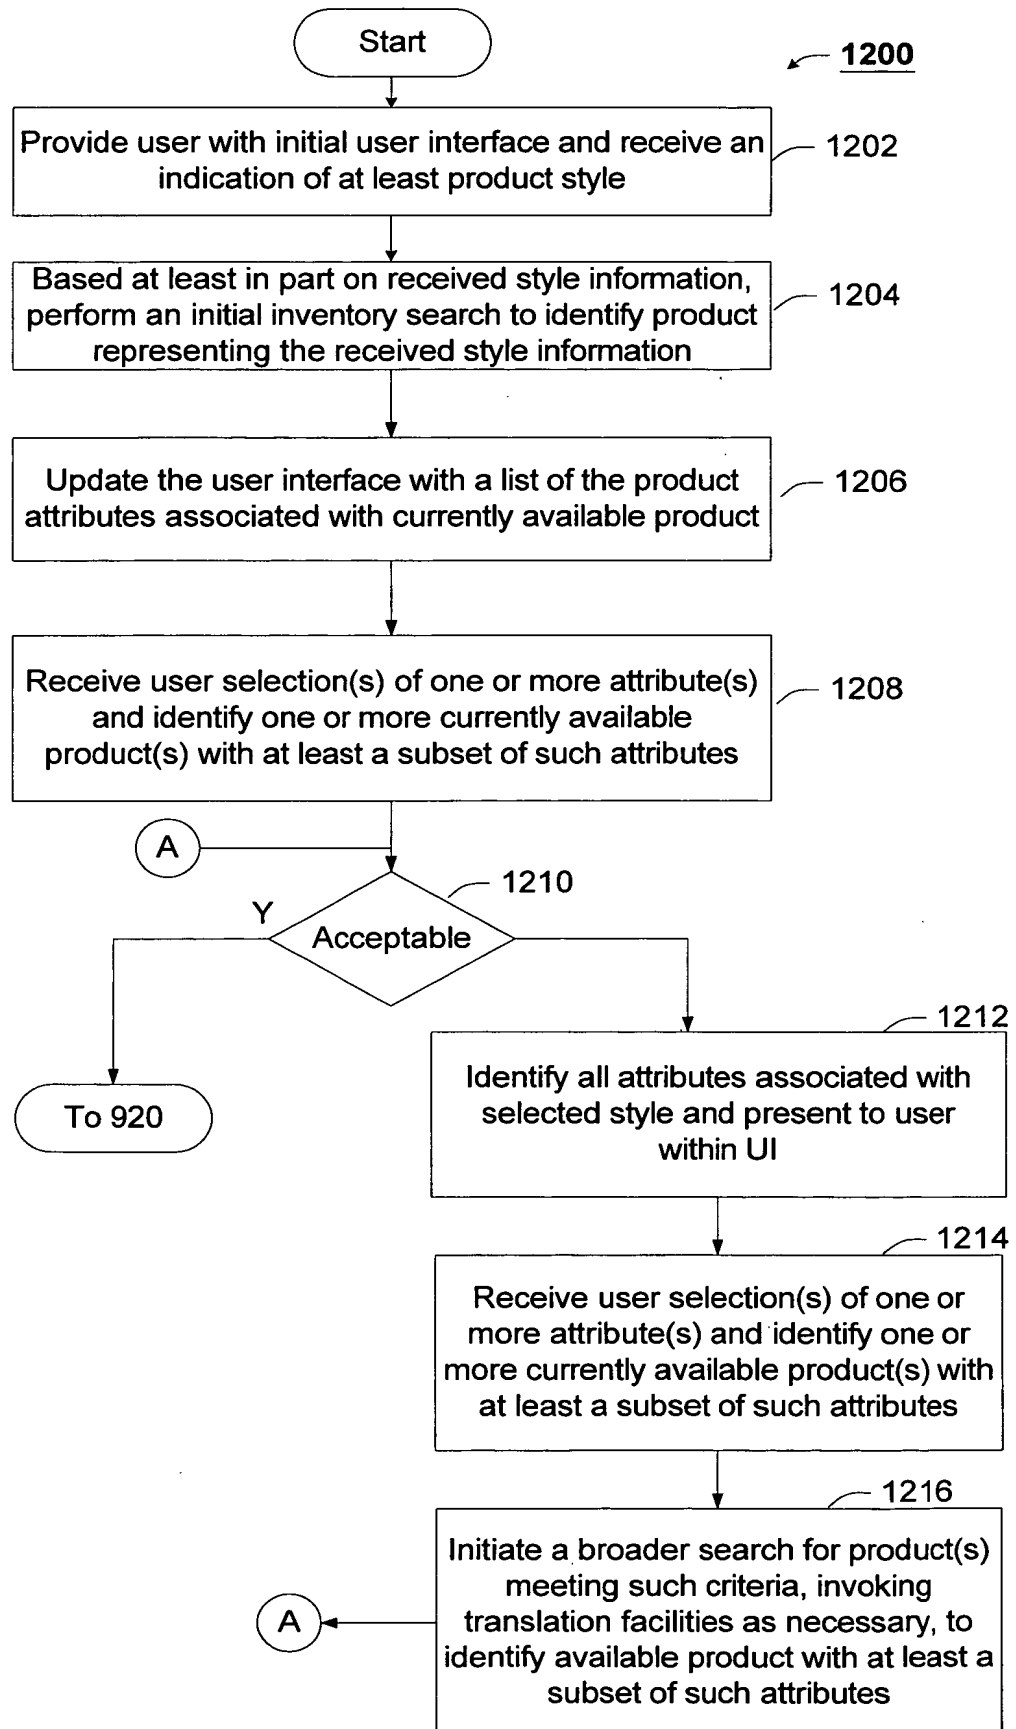 Start
1200
Provide user with initial user interface and receive an
indication of at least product style
1202
Based at least in part on received style information,
perform an initial inventory search to identify product
representing the received style information
1204
Update the user interface with a list of the product
attributes associated with currently available product
1206
Receive user selection(s) of one or more attribute(s)
and identify one or more currently available
product(s) with at least a subset of such attributes
1208
A
1210
Y
Acceptable
To 920
1212
Identify all attributes associated with
selected style and present to user
within UI
1214
Receive user selection(s) of one or
more attribute(s) and identify one or
more currently available product(s) with
at least a subset of such attributes
1216
Initiate a broader search for product(s)
meeting such criteria, invoking
translation facilities as necessary, to
identify available product with at least a
subset of such attributes
A